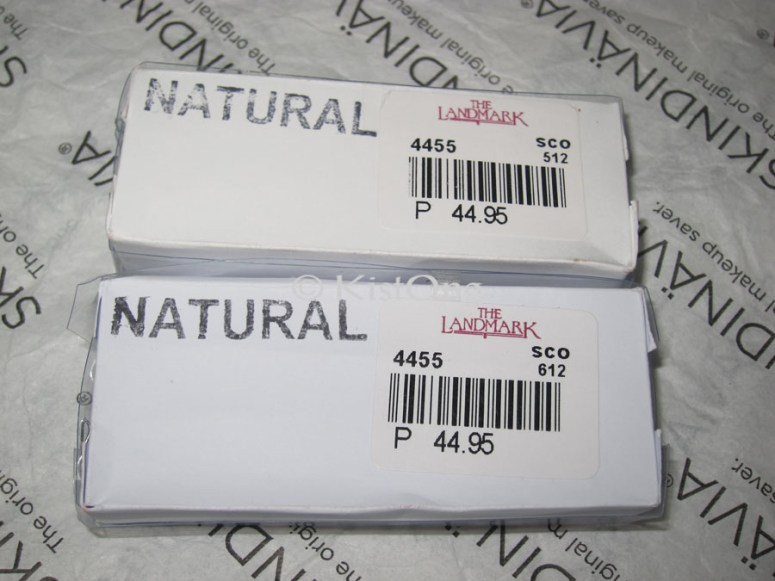 SKINDINÄVIA®
The original makeup saver.
NATURAL
THE
LANDMARK
4455 SCO
512
P 44.95
© KistOng
NATURAL
THE
LANDMARK
4455 SCO
612
P 44.95